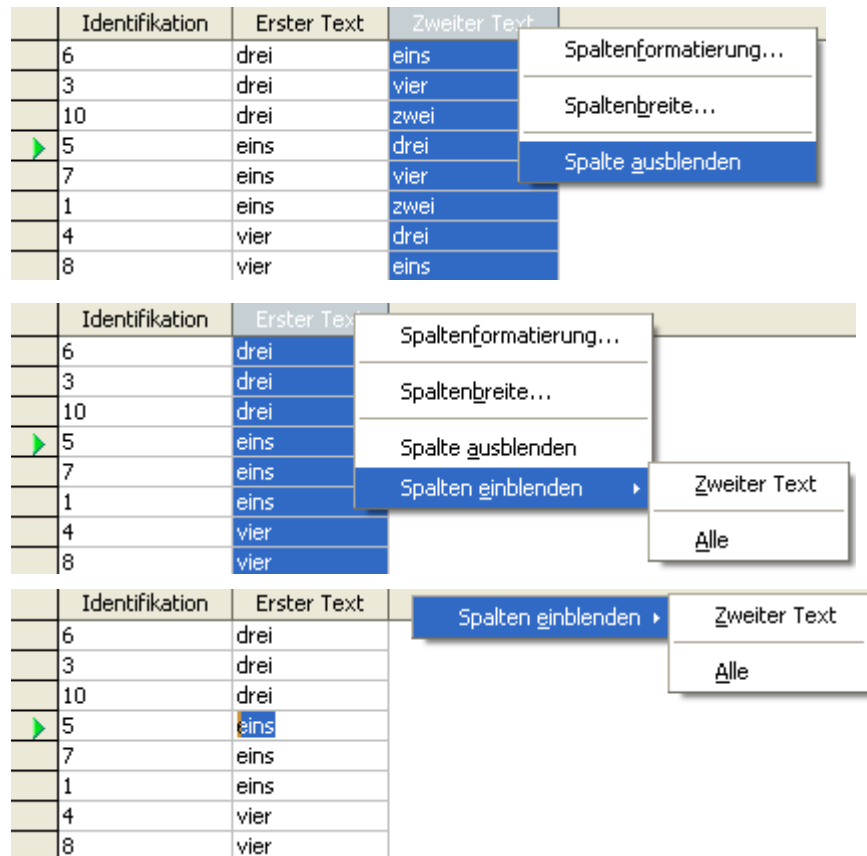 Identifikation Erster Text Zweiter Text
Spaltenformatierung...
6 drei eins
3 drei vier
Spaltenbreite...
10 drei zwei
5 eins drei
Spalte ausblenden
7 eins vier
1 eins zwei
4 vier drei
8 vier eins
Identifikation Erster Text
Spaltenformatierung...
6 drei
3 drei
Spaltenbreite...
10 drei
5 eins
Spalte ausblenden
7 eins
Spalten einblenden Zweiter Text
1 eins
4 vier
Alle
8 vier
Identifikation Erster Text
Spalten einblenden Zweiter Text
6 drei
3 drei
Alle
10 drei
5 eins
7 eins
1 eins
4 vier
8 vier